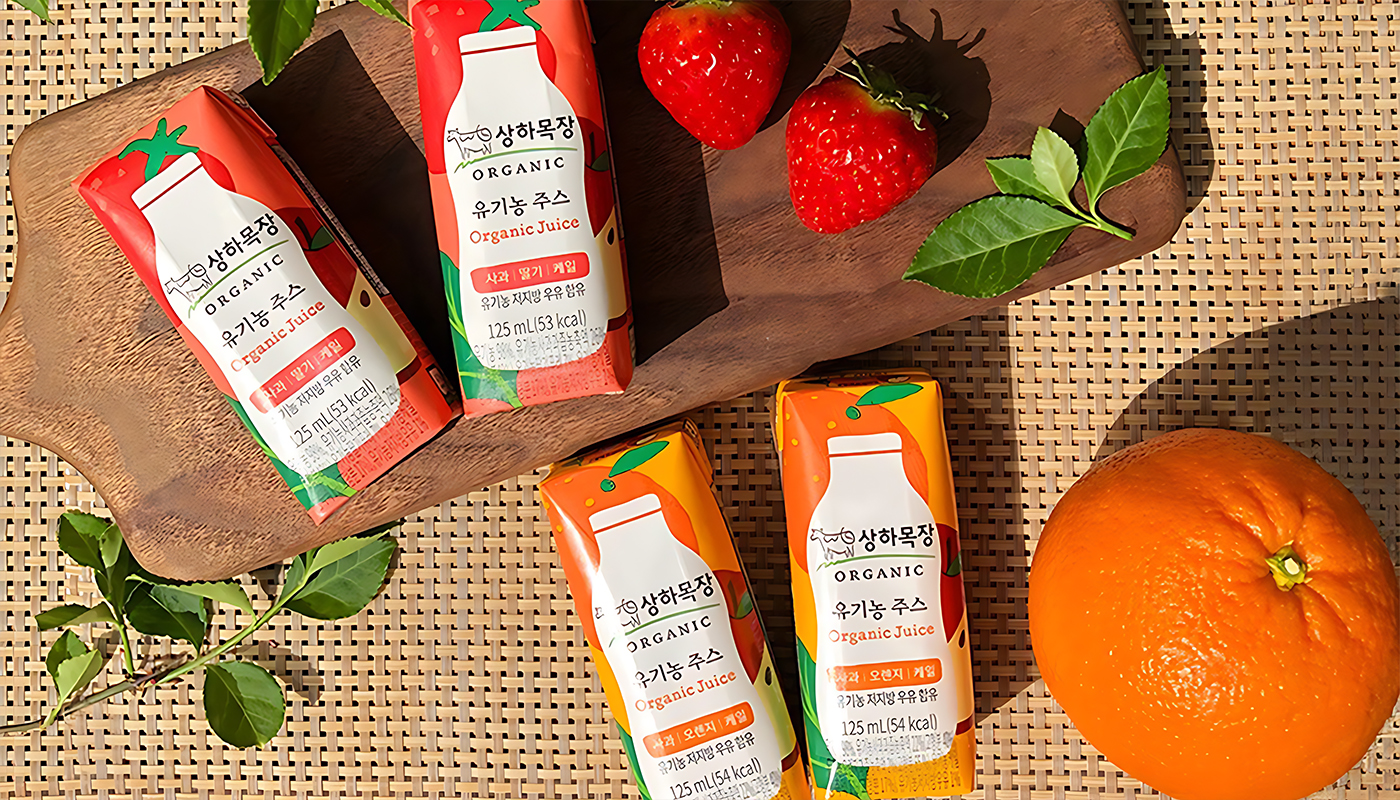 상하목장
ORGANIC
유기농 주스
Organic Juice
사과 | 딸기 | 케일
유기농 저지방 우유 함유
125 mL(53 kcal)
상하목장
ORGANIC
유기농 주스
Organic Juice
사과 | 딸기 | 케일
기농 저지방 우유 함유
125 mL(53 kcal)
상하목장
ORGANIC
유기농 주스
Organic Juice
사과 | 오렌지 | 케일
유기농 저지방 우유 함유
125 mL(54 kcal)
상하목장
ORGANIC
유기농 주스
Organic Juice
사과 | 오렌지 | 케일
유기농 저지방 우유 함유
125 mL(54 kcal)